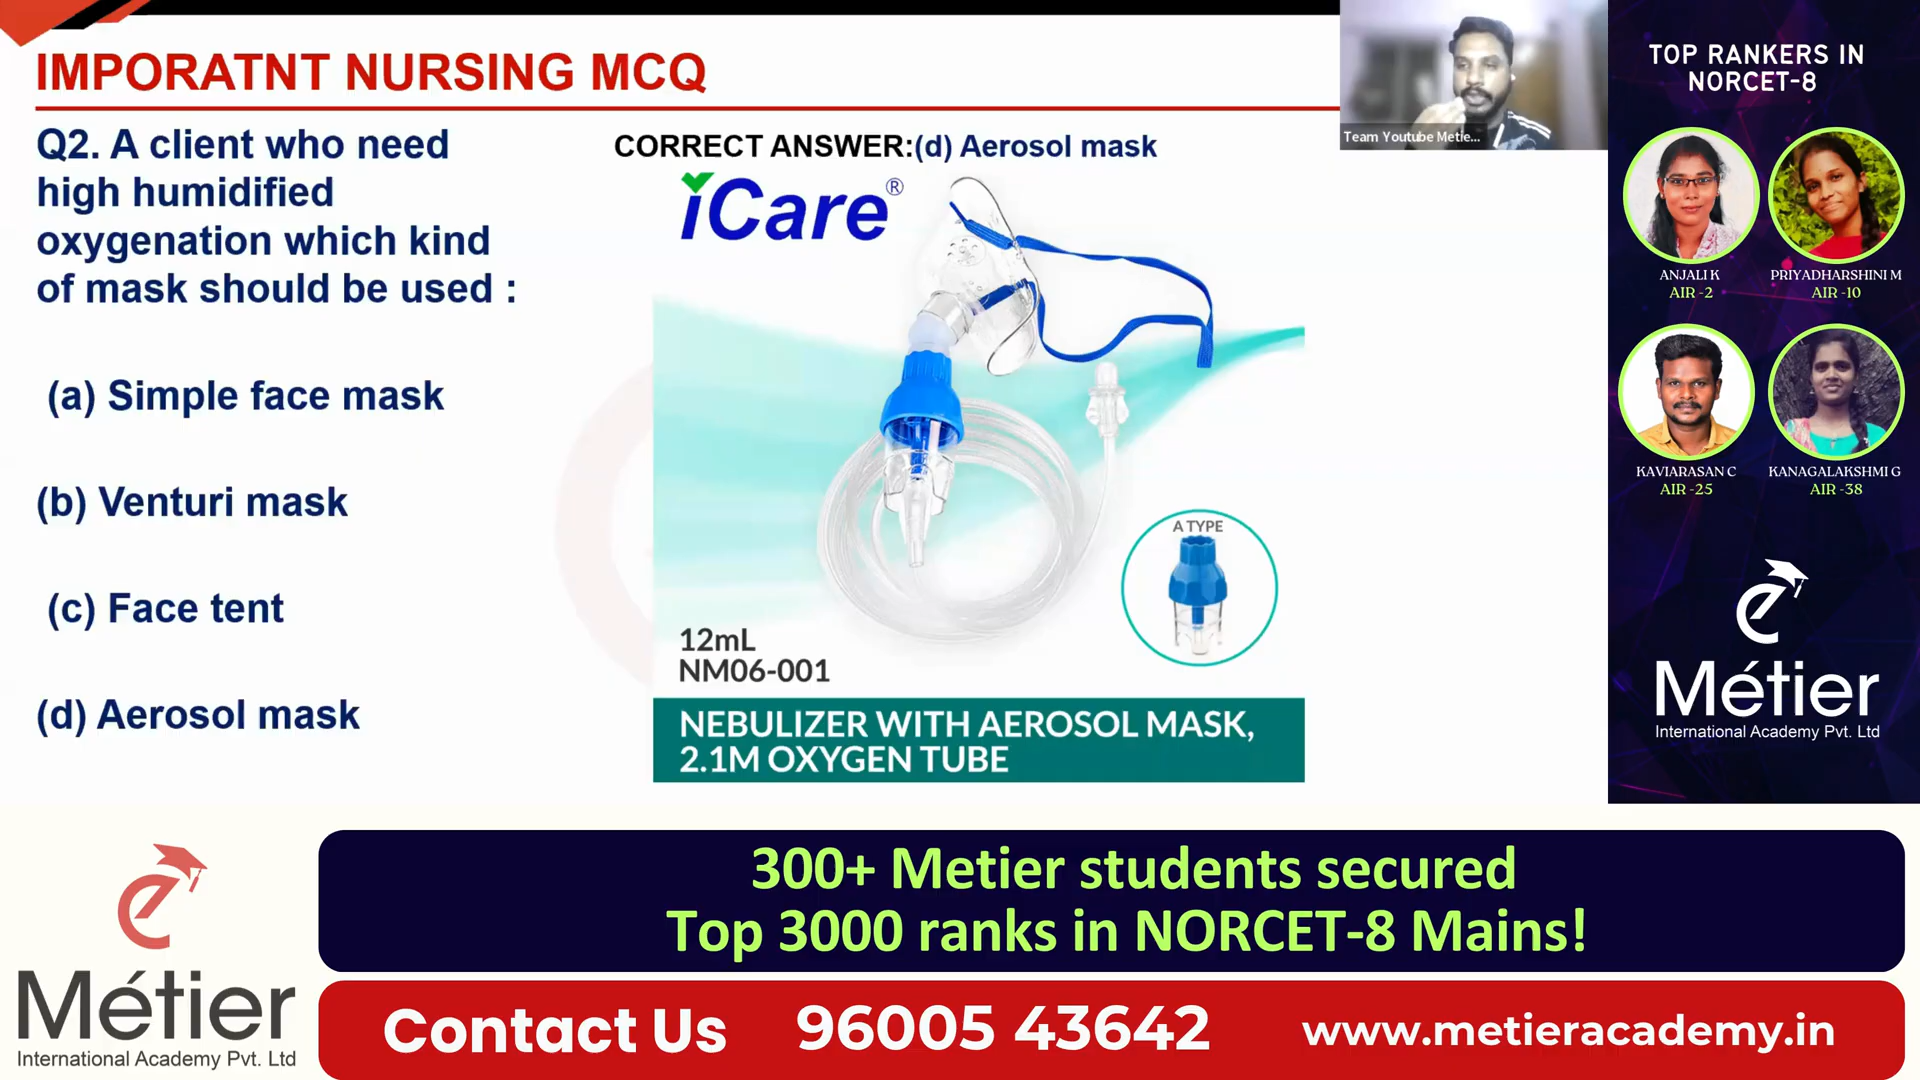 IMPORATNT NURSING MCQ
Q2. A client who need
high humidified
oxygenation which kind
of mask should be used :
(a) Simple face mask
(b) Venturi mask
(c) Face tent
(d) Aerosol mask
CORRECT ANSWER:(d) Aerosol mask
iCare®
A TYPE
12mL
NM06-001
NEBULIZER WITH AEROSOL MASK,
2.1M OXYGEN TUBE
Team Youtube Metie...
TOP RANKERS IN
NORCET-8
ANJALI K
AIR -2
PRIYADHARSHINI M
AIR -10
KAVIARASAN C
AIR -25
KANAGALAKSHMI G
AIR -38
Métier
International Academy Pvt. Ltd
Métier
International Academy Pvt. Ltd
300+ Metier students secured
Top 3000 ranks in NORCET-8 Mains!
Contact Us 96005 43642 www.metieracademy.in